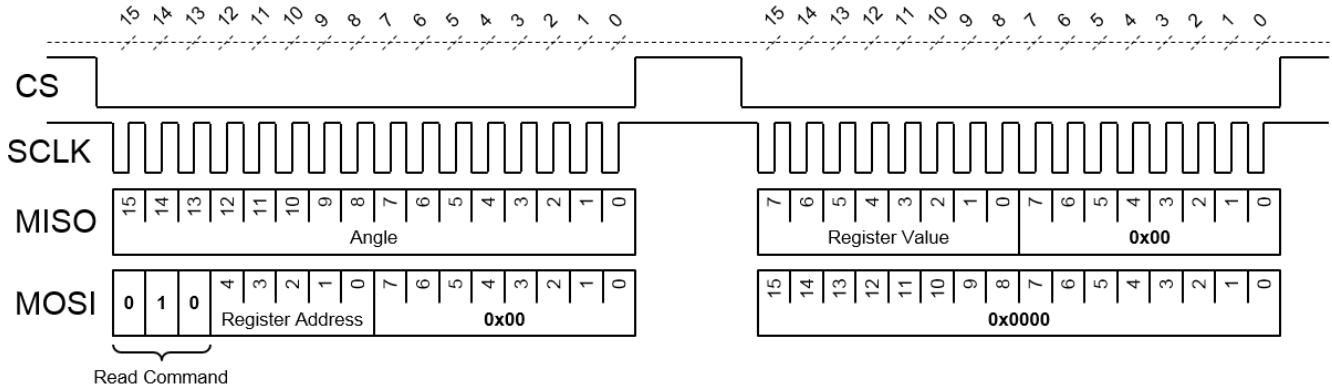 15 14 13 12 11 10 9 8 7 6 5 4 3 2 1 0 15 14 13 12 11 10 9 8 7 6 5 4 3 2 1 0
CS
SCLK
MISO 15 14 13 12 11 10 9 8 7 6 5 4 3 2 1 0 7 6 5 4 3 2 1 0 7 6 5 4 3 2 1 0
Angle Register Value 0x00
MOSI 0 1 0 4 3 2 1 0 7 6 5 4 3 2 1 0 15 14 13 12 11 10 9 8 7 6 5 4 3 2 1 0
Register Address 0x00 0x0000
Read Command